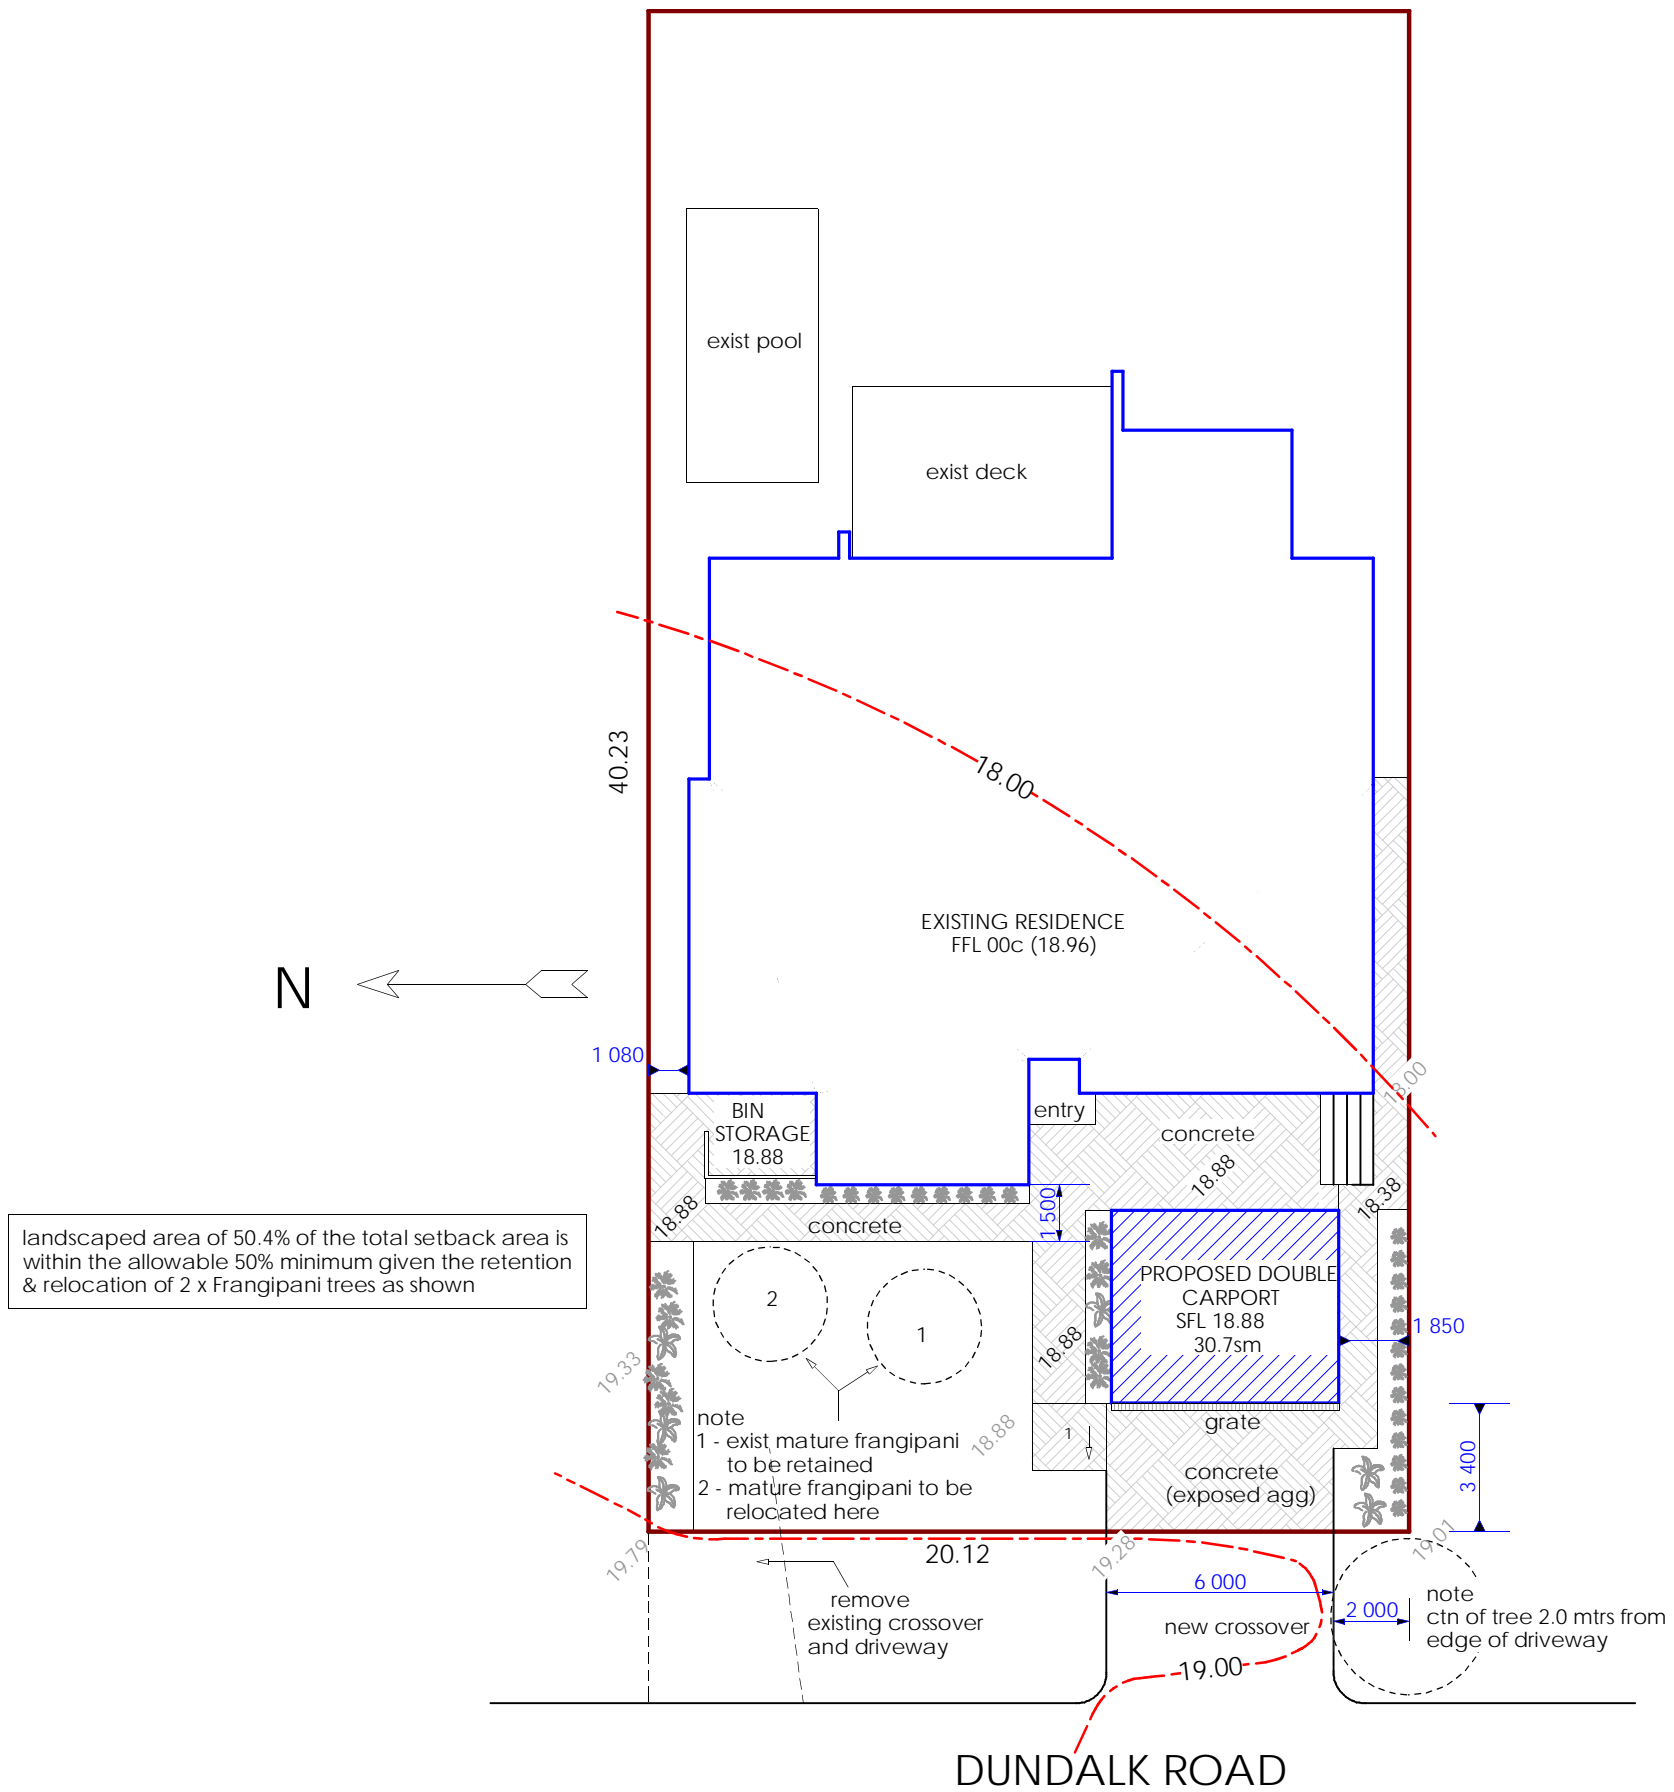 exist pool
exist deck
40.23
18.00
EXISTING RESIDENCE
FFL 00c (18.96)
N
1 080
18.00
BIN
STORAGE
18.88
entry
concrete
18.88
18.38
18.88
concrete
1 500
landscaped area of 50.4% of the total setback area is
within the allowable 50% minimum given the retention
& relocation of 2 x Frangipani trees as shown
PROPOSED DOUBLE
CARPORT
SFL 18.88
30.7sm
1 850
2
1
18.88
19.33
note
1 - exist mature frangipani
to be retained
2 - mature frangipani to be
relocated here
18.88
1
grate
concrete
(exposed agg)
3 400
19.79
20.12
19.28
19.01
remove
existing crossover
and driveway
6 000
new crossover
2 000
note
ctn of tree 2.0 mtrs from
edge of driveway
19.00
DUNDALK ROAD